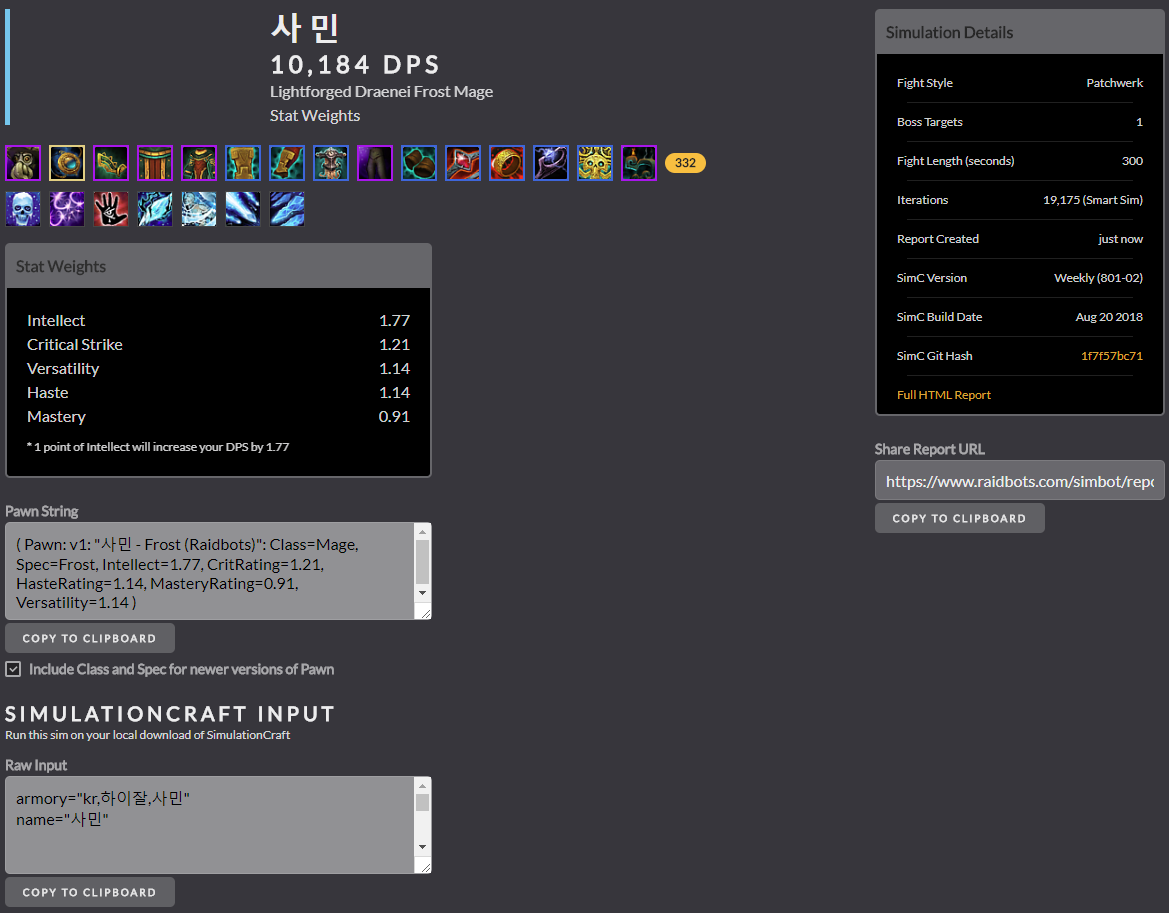 사 민
10,184 DPS
Lightforged Draenei Frost Mage
Stat Weights
332
Stat Weights
Intellect 1.77
Critical Strike 1.21
Versatility 1.14
Haste 1.14
Mastery 0.91
* 1 point of Intellect will increase your DPS by 1.77
Pawn String
( Pawn: v1: "사민 - Frost (Raidbots)": Class=Mage,
Spec=Frost, Intellect=1.77, CritRating=1.21,
HasteRating=1.14, MasteryRating=0.91,
Versatility=1.14 )
COPY TO CLIPBOARD
Include Class and Spec for newer versions of Pawn
SIMULATIONCRAFT INPUT
Run this sim on your local download of SimulationCraft
Raw Input
armory="kr,하이잘,사민"
name="사민"
COPY TO CLIPBOARD
Simulation Details
Fight Style Patchwerk
Boss Targets 1
Fight Length (seconds) 300
Iterations 19,175 (Smart Sim)
Report Created just now
SimC Version Weekly (801-02)
SimC Build Date Aug 20 2018
SimC Git Hash 1f7f57bc71
Full HTML Report
Share Report URL
https://www.raidbots.com/simbot/repo
COPY TO CLIPBOARD